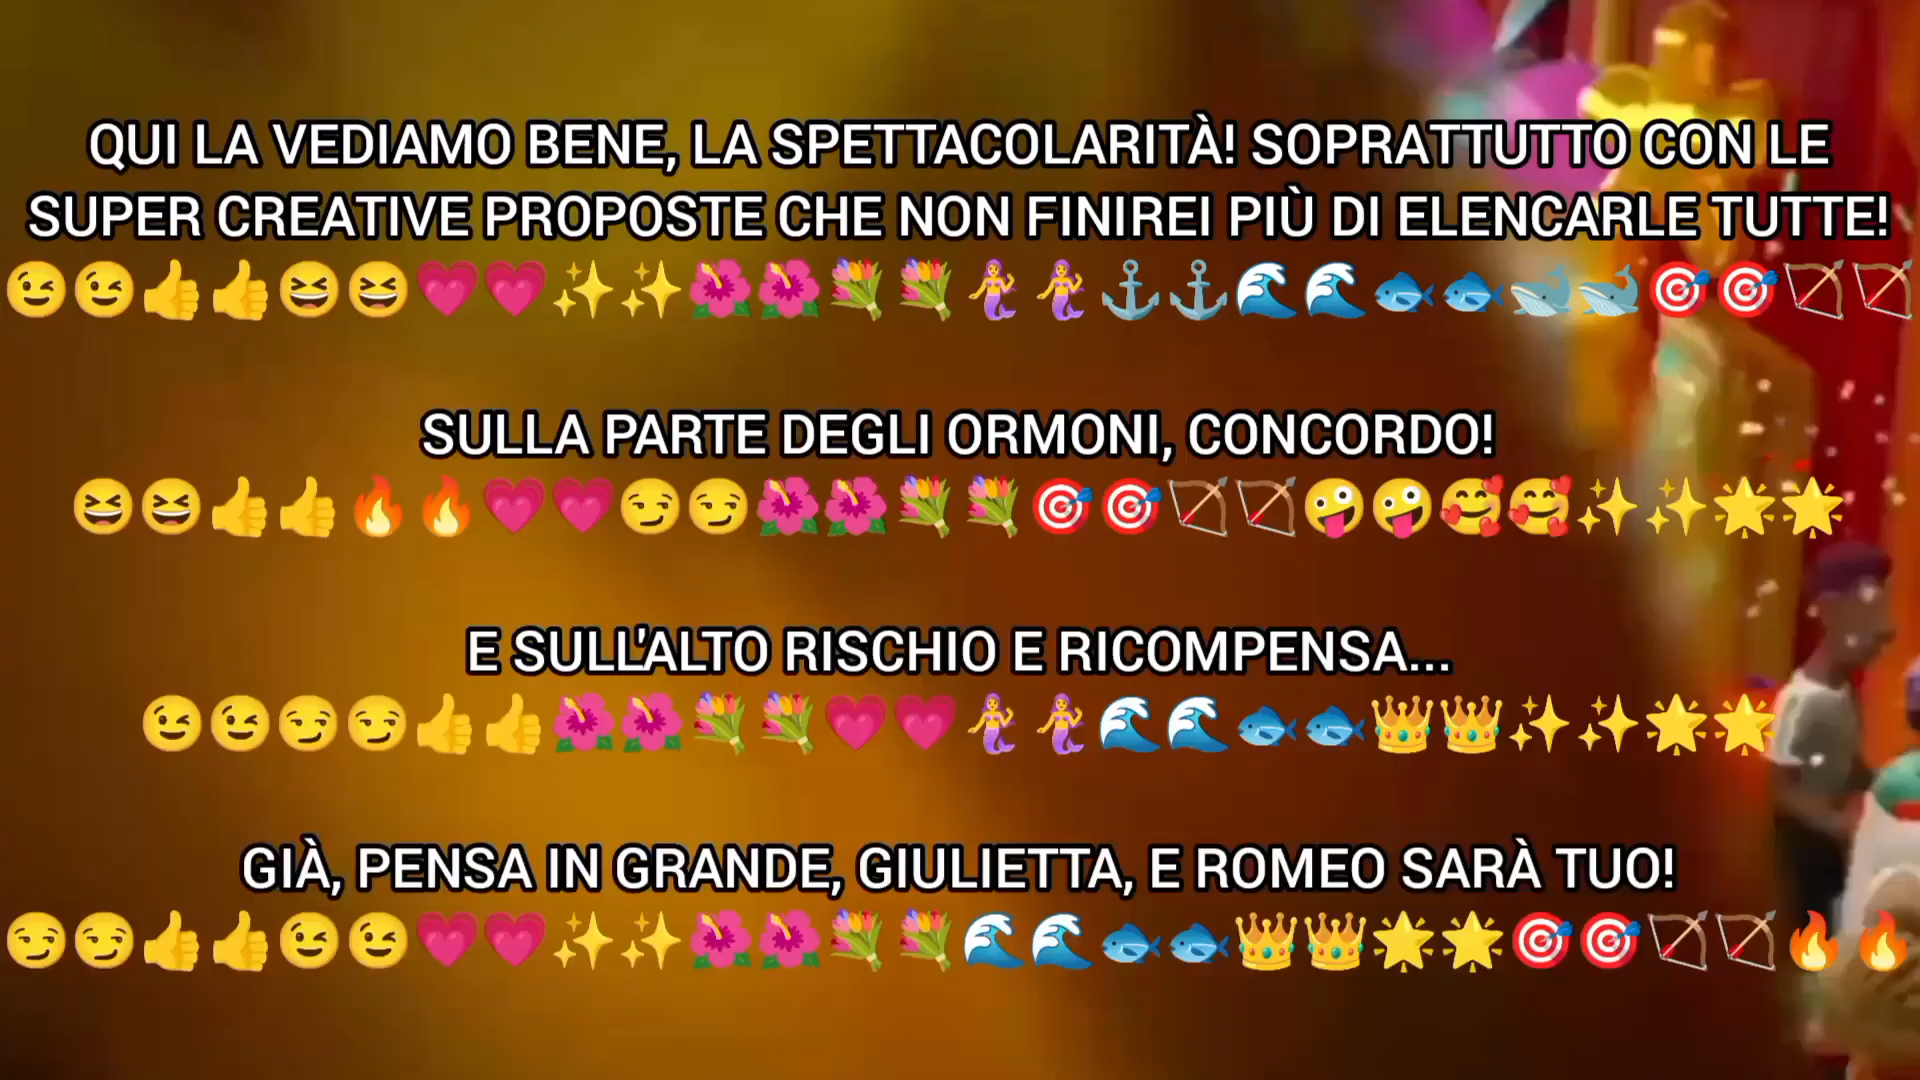 QUI LA VEDIAMO BENE, LA SPETTACOLARITÀ! SOPRATTUTTO CON LE
SUPER CREATIVE PROPOSTE CHE NON FINIREI PIÙ DI ELENCARLE TUTTE!
😉😉👍👍😆😆💗💗✨✨🌺🌺💐💐🧜‍♀️🧜‍♀️⚓⚓🌊🌊🐟🐟🐳🐳🎯🎯🏹🏹
SULLA PARTE DEGLI ORMONI, CONCORDO!
😆😆👍👍🔥🔥💗💗😏😏🌺🌺💐💐🎯🎯🏹🏹🤪🤪🥰🥰✨✨🌟🌟
E SULL'ALTO RISCHIO E RICOMPENSA...
😉😉😏😏👍👍🌺🌺💐💐💗💗🧜‍♀️🧜‍♀️🌊🌊🐟🐟👑👑✨✨🌟🌟
GIÀ, PENSA IN GRANDE, GIULIETTA, E ROMEO SARÀ TUO!
😏😏👍👍😉😉💗💗✨✨🌺🌺💐💐🌊🌊🐟🐟👑👑🌟🌟🎯🎯🏹🏹🔥🔥